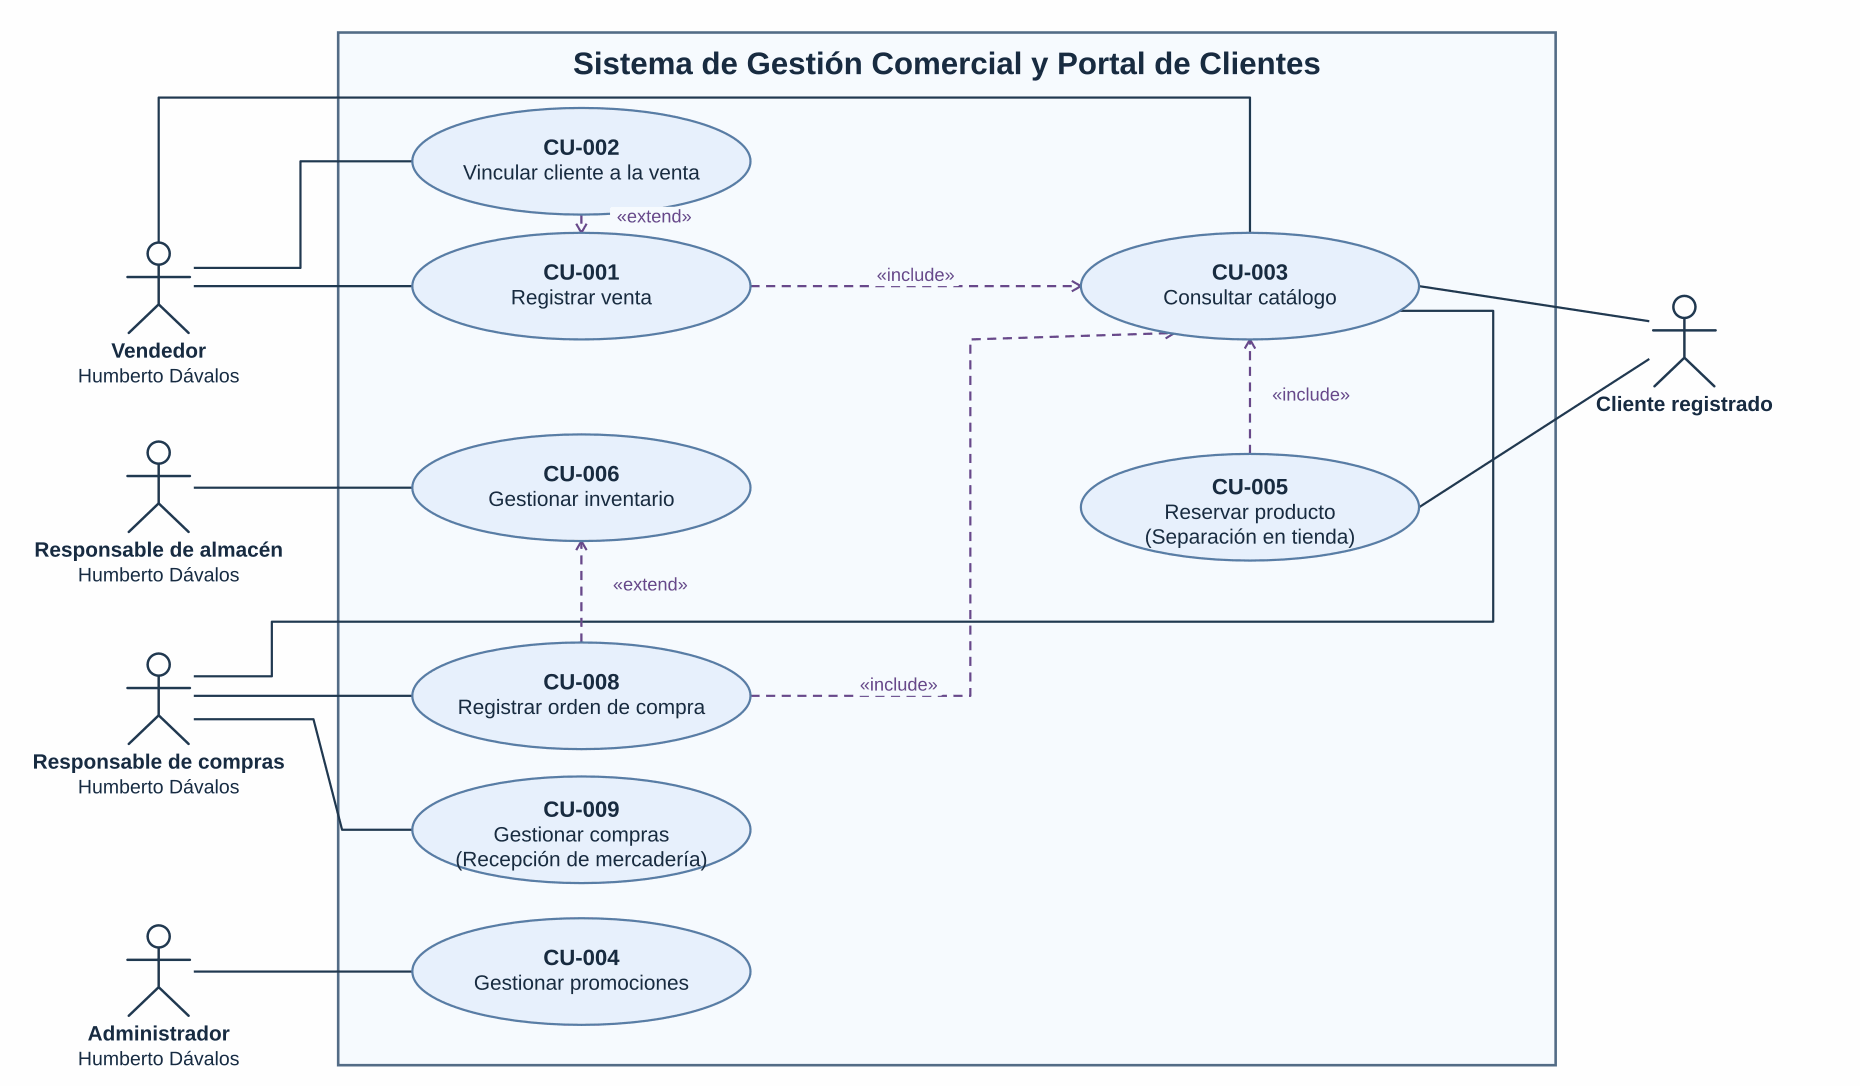 Sistema de Gestión Comercial y Portal de Clientes
CU-002
Vincular cliente a la venta
«extend»
CU-001
Registrar venta
«include»
CU-003
Consultar catálogo
Vendedor
Humberto Dávalos
«include»
Cliente registrado
CU-006
Gestionar inventario
CU-005
Reservar producto
(Separación en tienda)
Responsable de almacén
Humberto Dávalos
«extend»
CU-008
Registrar orden de compra
«include»
Responsable de compras
Humberto Dávalos
CU-009
Gestionar compras
(Recepción de mercadería)
CU-004
Gestionar promociones
Administrador
Humberto Dávalos